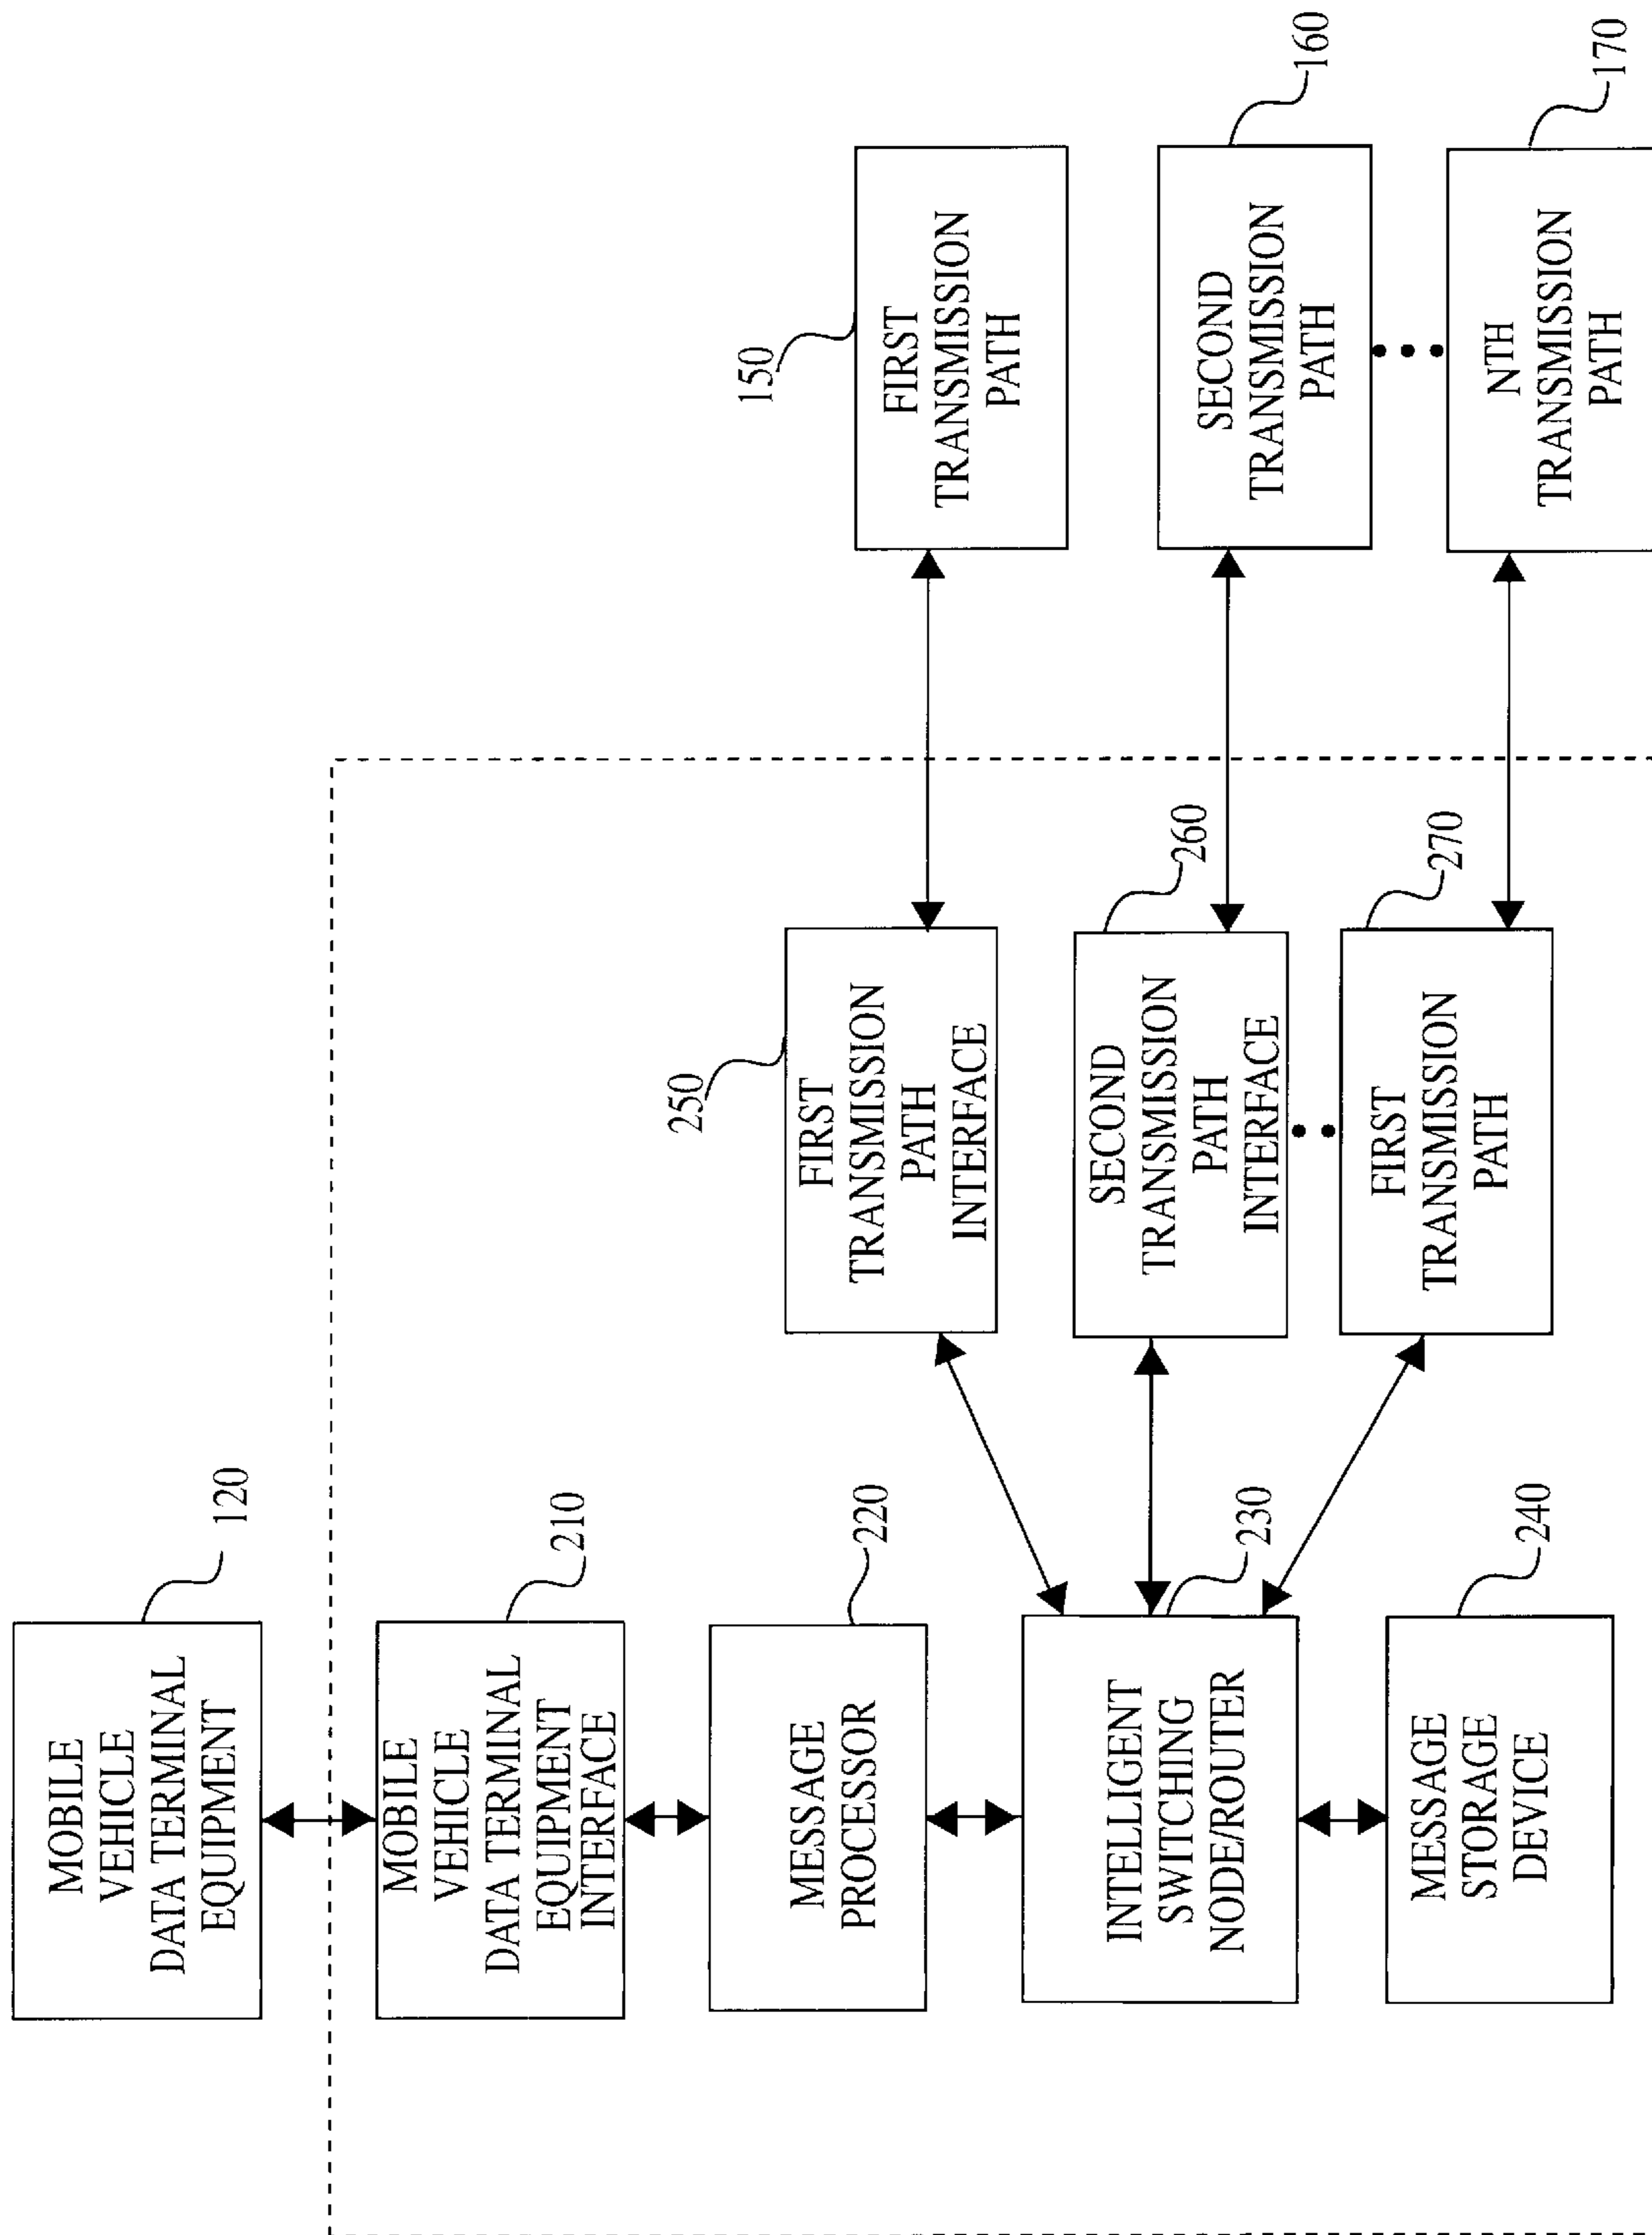 MOBILE
VEHICLE
DATA TERMINAL
EQUIPMENT
120
MOBILE
VEHICLE
DATA TERMINAL
EQUIPMENT
INTERFACE
210
MESSAGE
PROCESSOR
220
INTELLIGENT
SWITCHING
NODE/ROUTER
230
MESSAGE
STORAGE
DEVICE
240
250
FIRST
TRANSMISSION
PATH
INTERFACE
SECOND
TRANSMISSION
PATH
INTERFACE
260
FIRST
TRANSMISSION
PATH
270
150
FIRST
TRANSMISSION
PATH
SECOND
TRANSMISSION
PATH
160
NTH
TRANSMISSION
PATH
170